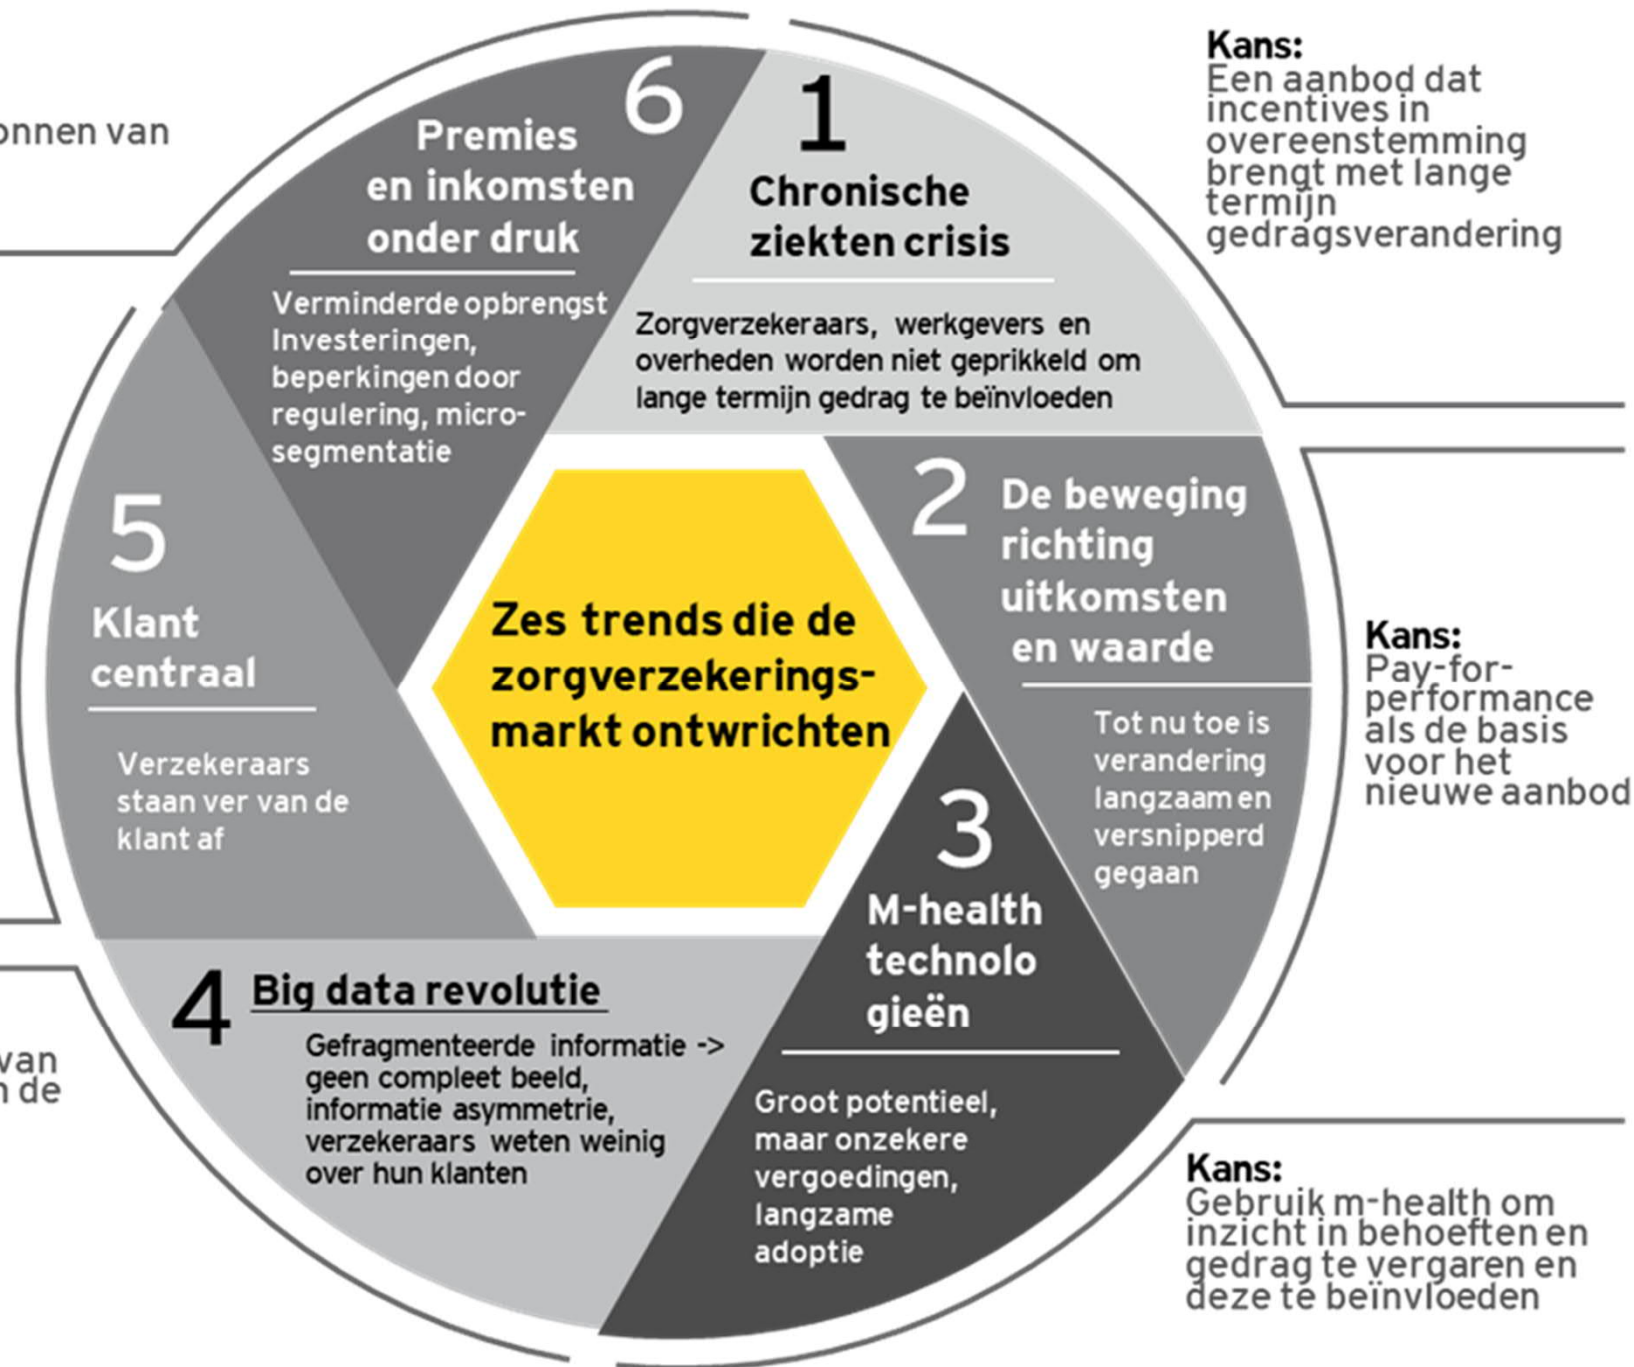 6
Premies
en inkomsten
onder druk
Verminderde opbrengst
Investeringen,
beperkingen door
regulering, micro-
segmentatie
1
Chronische
ziekten crisis
Zorgverzekeraars, werkgevers en
overheden worden niet geprikkeld om
lange termijn gedrag te beïnvloeden
Kans:
Een aanbod dat
incentives in
overeenstemming
brengt met lange
termijn
gedragsverandering
2
De beweging
richting
uitkomsten
en waarde
Tot nu toe is
verandering
langzaam en
versnipperd
gegaan
Kans:
Pay-for-
performance
als de basis
voor het
nieuwe aanbod
Zes trends die de
zorgverzekerings-
markt ontwrichten
3
M-health
technolo
gieën
Groot potentieel,
maar onzekere
vergoedingen,
langzame
adoptie
Kans:
Gebruik m-health om
inzicht in behoeften en
gedrag te vergaren en
deze te beïnvloeden
4
Big data revolutie
Gefragmenteerde informatie ->
geen compleet beeld,
informatie asymmetrie,
verzekeraars weten weinig
over hun klanten
5
Klant
centraal
Verzekeraars
staan ver van de
klant af
van
van
de